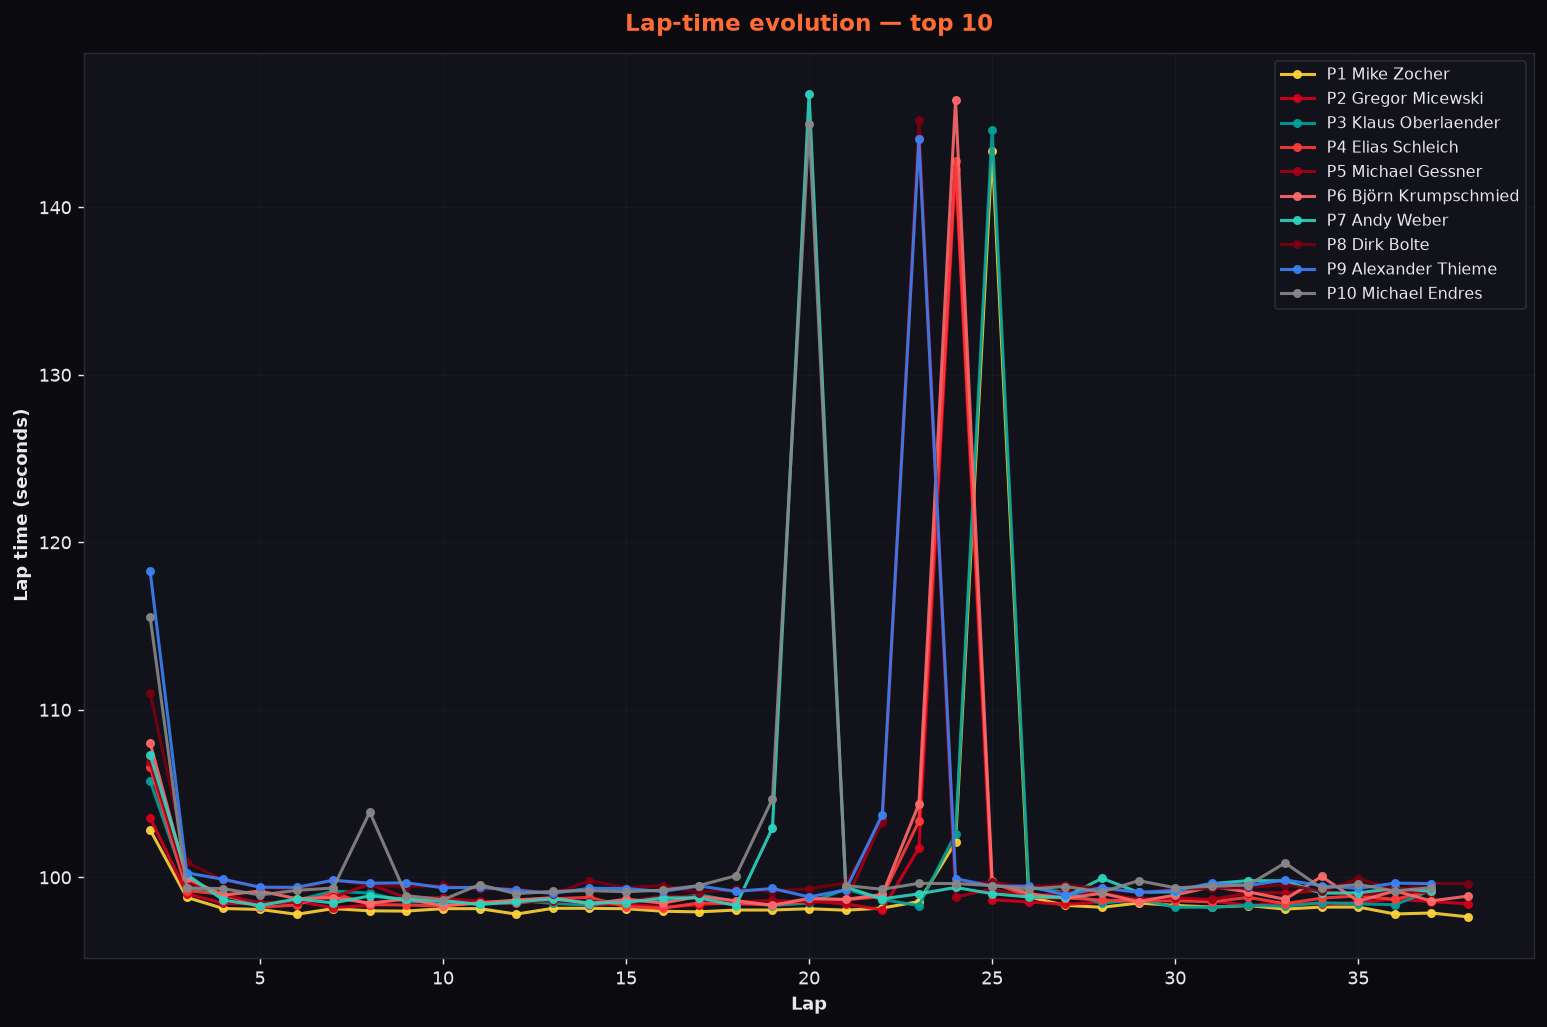 Lap-time evolution — top 10
P1 Mike Zocher
P2 Gregor Micewski
P3 Klaus Oberlaender
P4 Elias Schleich
P5 Michael Gessner
P6 Björn Krumpschmied
P7 Andy Weber
P8 Dirk Bolte
P9 Alexander Thieme
P10 Michael Endres
Lap time (seconds)
140
130
120
110
100
5 10 15 20 25 30 35
Lap